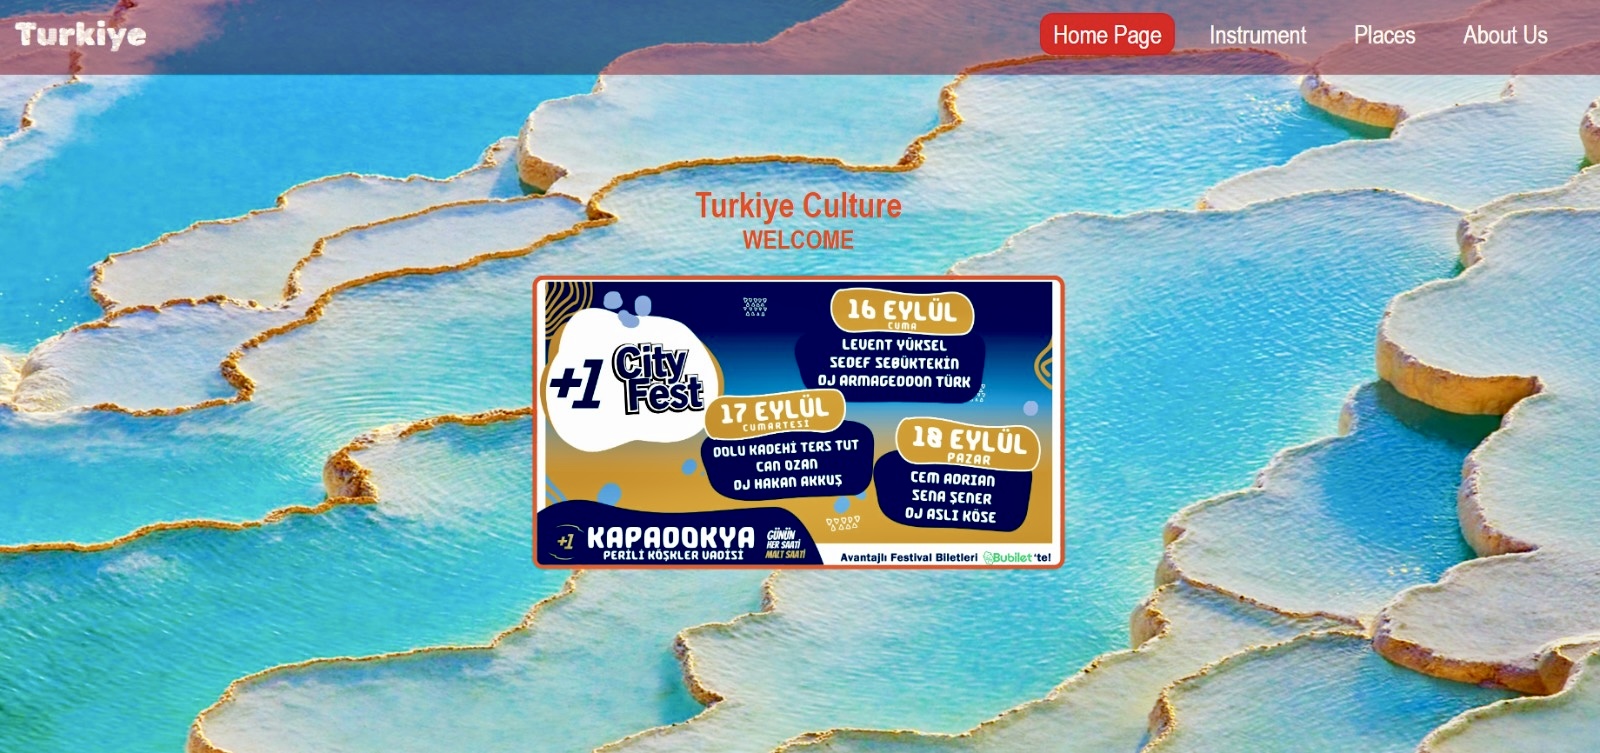 Turkiye
Home Page
Instrument
Places
About Us
Turkiye Culture
WELCOME
+1 City
Fest
16 EYLÜL
CUMA
LEVENT YÜKSEL
SEDEF SEBÜKTEKİN
DJ ARMAGEDDON TÜRK
17 EYLÜL
CUMARTESİ
DOLU KADEHİ TERS TUT
CAN OZAN
DJ HAKAN AKKUŞ
18 EYLÜL
PAZAR
CEM ADRIAN
SENA ŞENER
DJ ASLI KÖSE
+1
KAPADOKYA
PERİLİ KÖŞKLER VADİSİ
GÜNÜN
HER SAATİ
MALT SAATİ
Avantajlı Festival Biletleri Bubilet 'te!